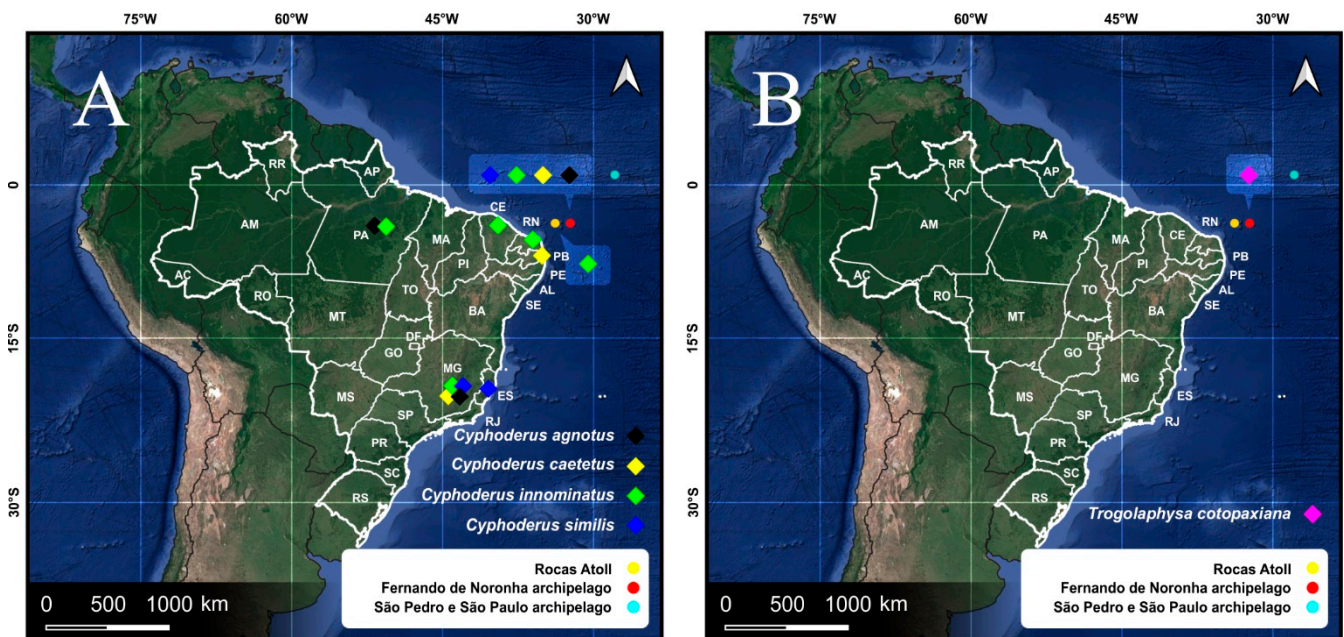 75°W 60°W 45°W 30°W
A
0
15°S
30°S
RR
AP
AM
PA
CE
RN
MA
PB
PI
PE
AC
AL
RO
TO
SE
MT
BA
DF
GO
MG
MS
ES
SP
RJ
PR
SC
RS
Cyphoderus agnotus
Cyphoderus caetetus
Cyphoderus innominatus
Cyphoderus similis
Rocas Atoll
Fernando de Noronha archipelago
São Pedro e São Paulo archipelago
0 500 1000 km
60°W 45°W 30°W
B
RR
AP
AM
PA
MA
CE
RN
PB
PI
PE
AC
AL
RO
TO
SE
MT
BA
DF
GO
MG
MS
ES
SP
RJ
PR
SC
RS
Trogolaphysa cotopaxiana
Rocas Atoll
Fernando de Noronha archipelago
São Pedro e São Paulo archipelago
0 500 1000 km